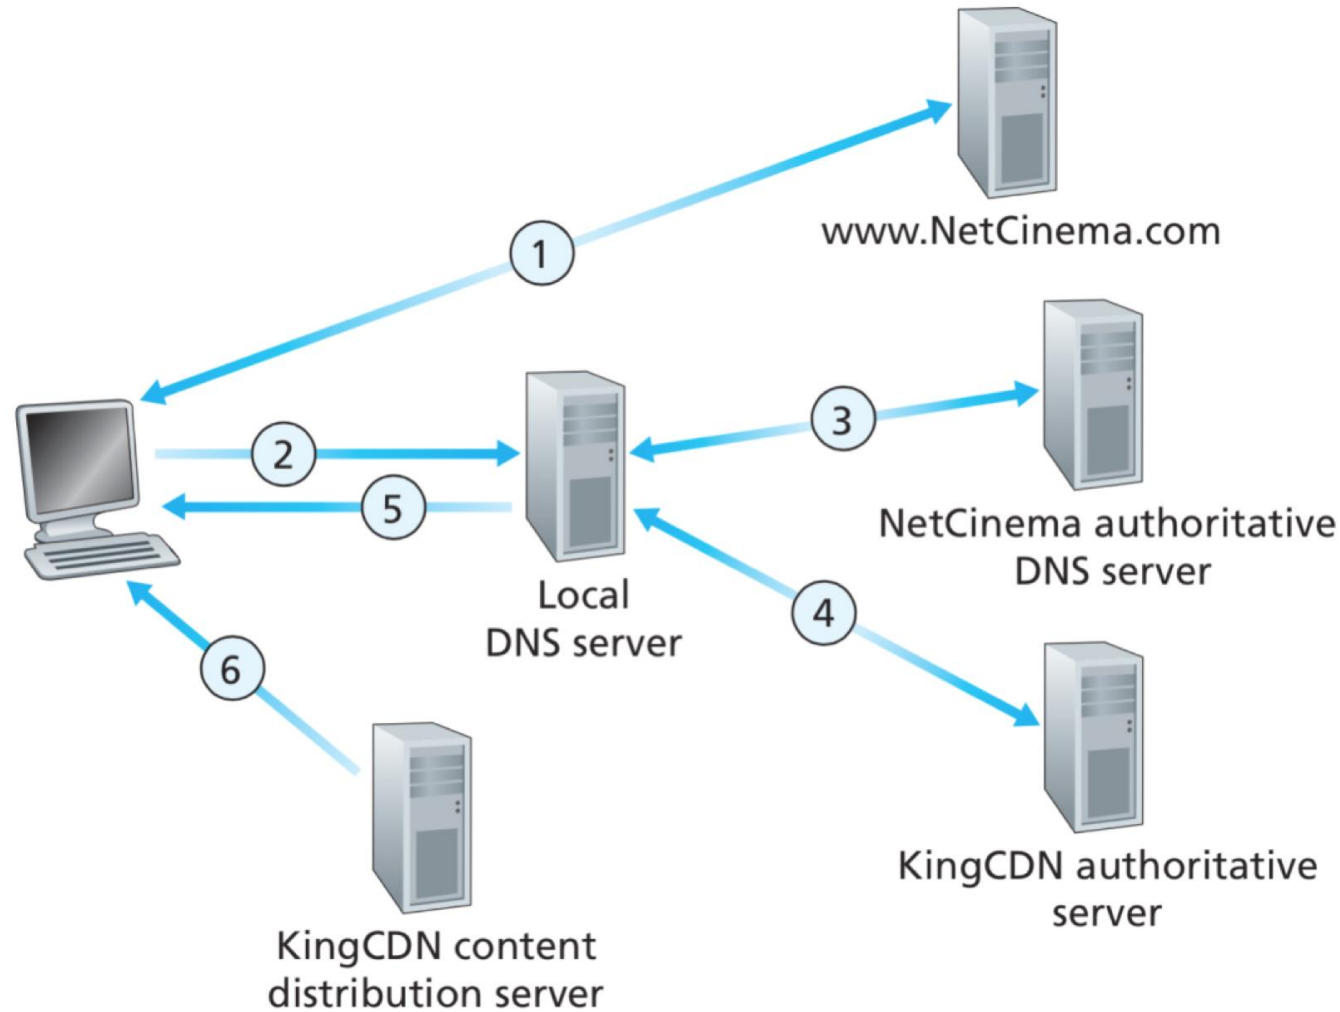 www.NetCinema.com
1
2
3
5
NetCinema authoritative
DNS server
Local
DNS server
4
6
KingCDN authoritative
server
KingCDN content
distribution server